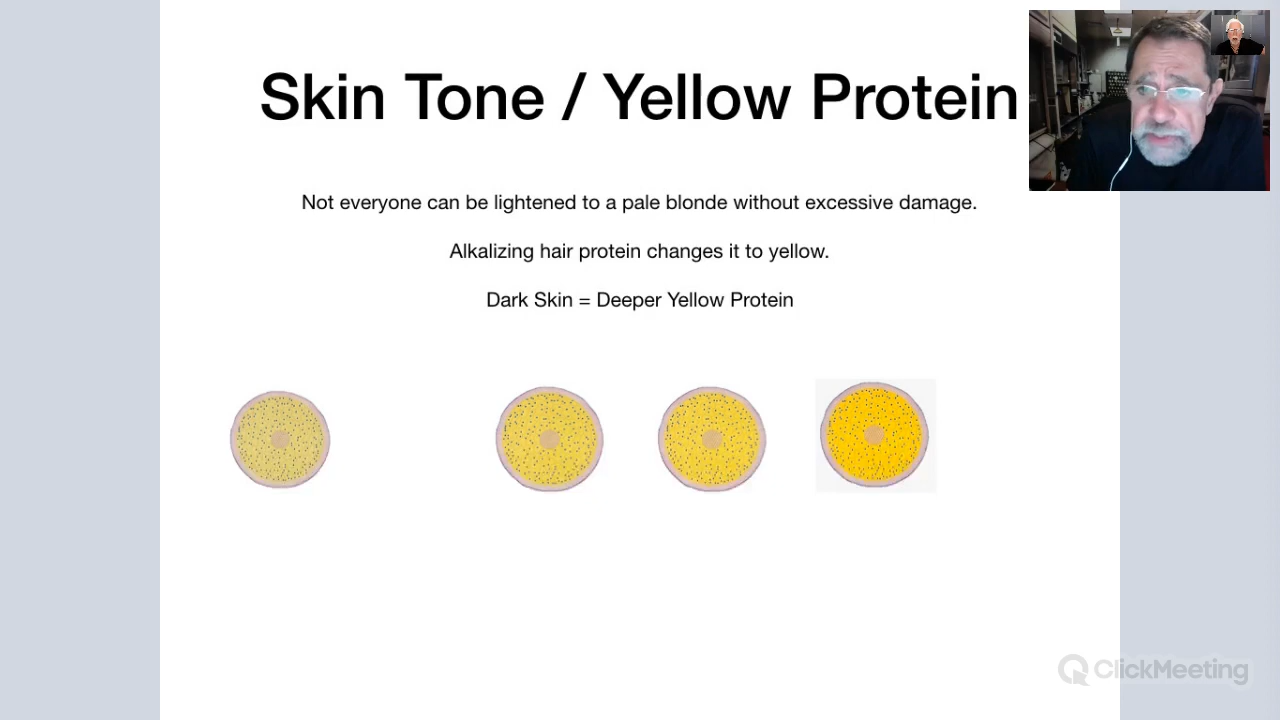 Skin Tone / Yellow Protein
Not everyone can be lightened to a pale blonde without excessive damage.
Alkalizing hair protein changes it to yellow.
Dark Skin = Deeper Yellow Protein
ClickMeeting